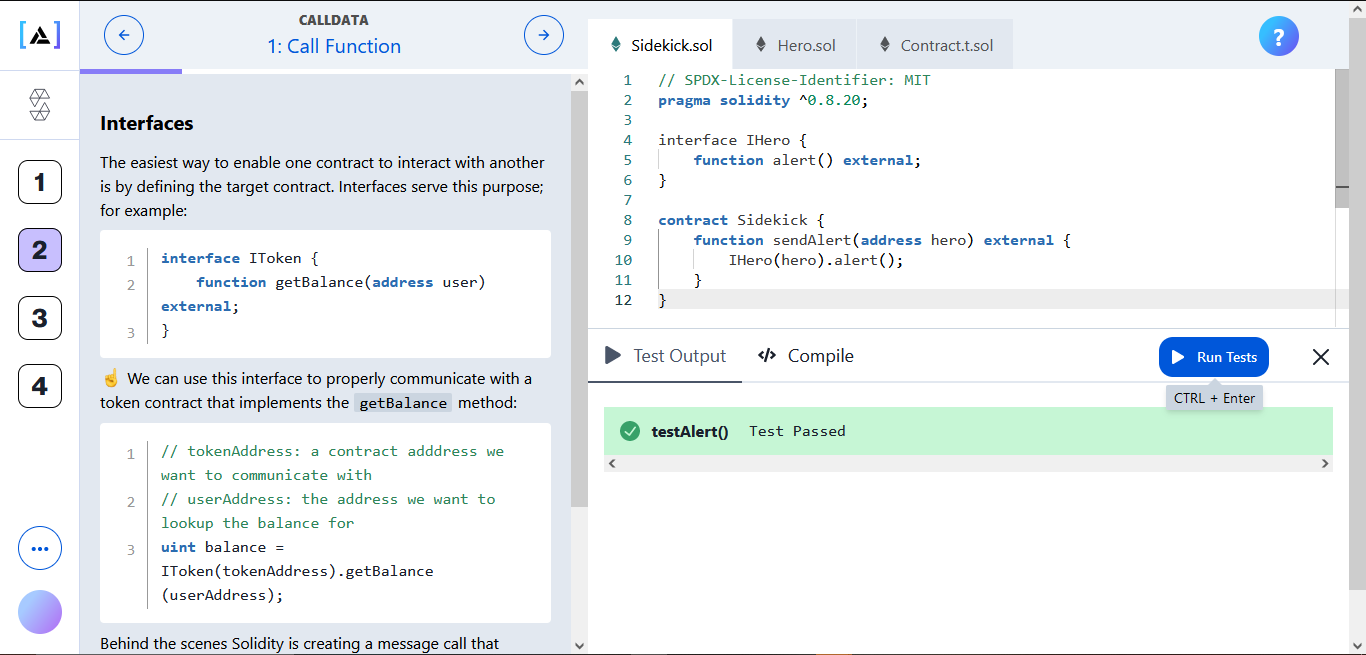 CALLDATA
1: Call Function
1
2
3
4
Interfaces
The easiest way to enable one contract to interact with another
is by defining the target contract. Interfaces serve this purpose;
for example:
1 interface IToken {
2 function getBalance(address user)
external;
3 }
☝️ We can use this interface to properly communicate with a
token contract that implements the getBalance method:
1 // tokenAddress: a contract adddress we
want to communicate with
2 // userAddress: the address we want to
lookup the balance for
3 uint balance =
IToken(tokenAddress).getBalance
(userAddress);
Behind the scenes Solidity is creating a message call that
Sidekick.sol Hero.sol Contract.t.sol
?
1 // SPDX-License-Identifier: MIT
2 pragma solidity ^0.8.20;
3
4 interface IHero {
5 function alert() external;
6 }
7
8 contract Sidekick {
9 function sendAlert(address hero) external {
10 IHero(hero).alert();
11 }
12 }
Test Output </> Compile Run Tests
CTRL + Enter
testAlert() Test Passed